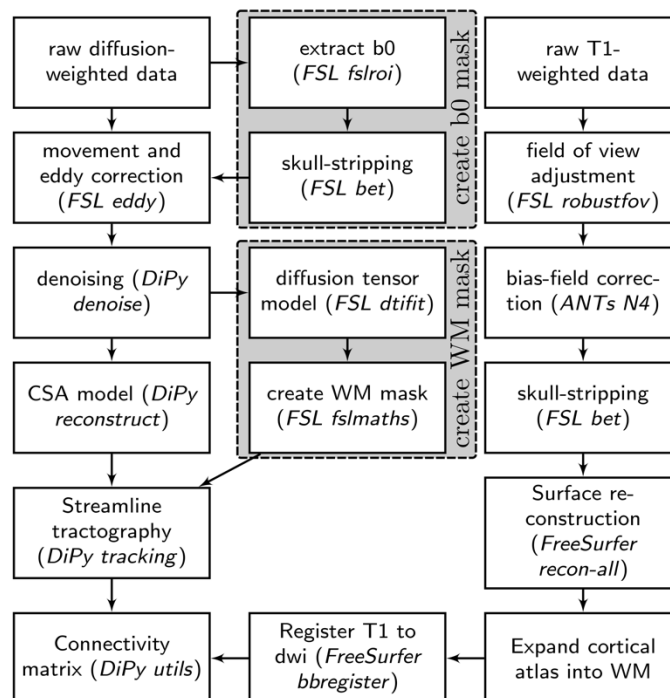 raw diffusion-
weighted data
extract b0
(FSL fslroi)
raw T1-
weighted data
create b0 mask
movement and
eddy correction
(FSL eddy)
skull-stripping
(FSL bet)
field of view
adjustment
(FSL robustfov)
denoising (DiPy
denoise)
diffusion tensor
model (FSL dtifit)
bias-field correc-
tion (ANTs N4)
create WM mask
CSA model (DiPy
reconstruct)
create WM mask
(FSL fslmaths)
skull-stripping
(FSL bet)
Streamline
tractography
(DiPy tracking)
Surface re-
construction
(FreeSurfer
recon-all)
Connectivity
matrix (DiPy utils)
Register T1 to
dwi (FreeSurfer
bbregister)
Expand cortical
atlas into WM